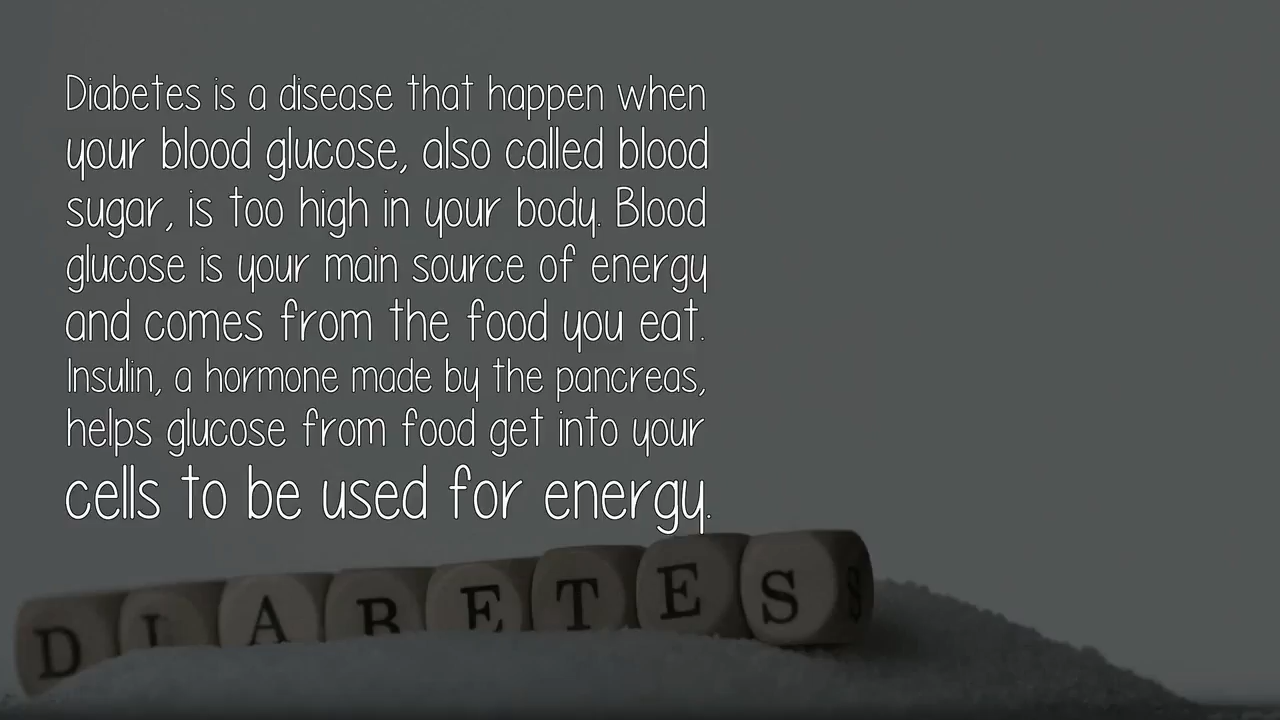 Diabetes is a disease that happen when
your blood glucose, also called blood
sugar, is too high in your body. Blood
glucose is your main source of energy
and comes from the food you eat.
Insulin, a hormone made by the pancreas,
helps glucose from food get into your
cells to be used for energy.
DIABETES S